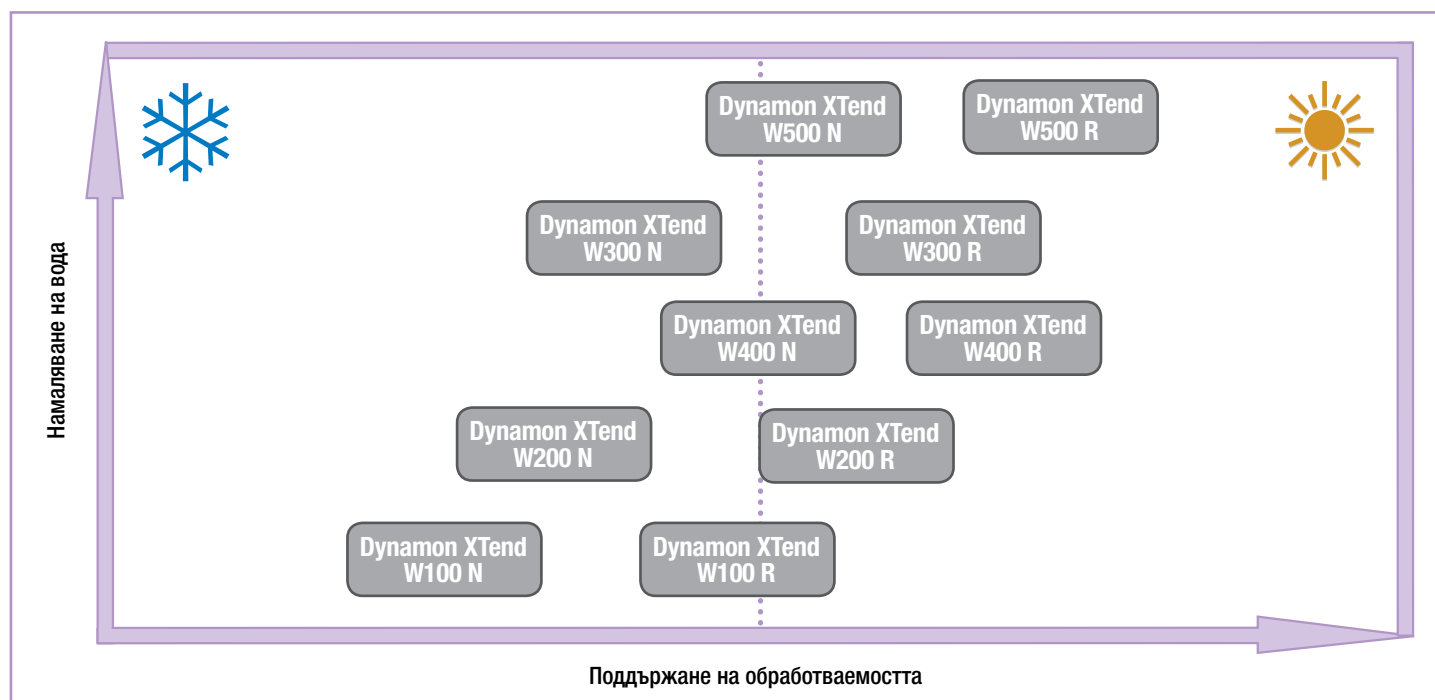 Dynamon XTend
W500 N
Dynamon XTend
W500 R
Dynamon XTend
W300 N
Dynamon XTend
W300 R
Dynamon XTend
W400 N
Dynamon XTend
W400 R
Dynamon XTend
W200 N
Dynamon XTend
W200 R
Dynamon XTend
W100 N
Dynamon XTend
W100 R
Намаляване на вода
Поддържане на обработваемостта